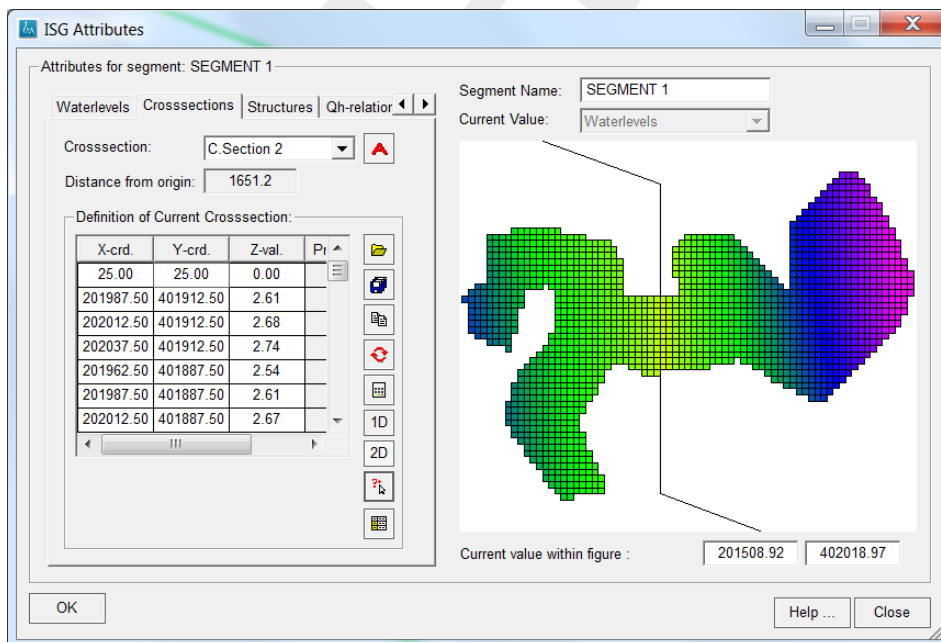 ISG Attributes
Attributes for segment: SEGMENT 1
Waterlevels Crosssections Structures Qh-relation
Crosssection: C.Section 2
Distance from origin: 1651.2
Definition of Current Crosssection:
X-crd. Y-crd. Z-val. Pr
25.00 25.00 0.00
201987.50 401912.50 2.61
202012.50 401912.50 2.68
202037.50 401912.50 2.74
201962.50 401887.50 2.54
201987.50 401887.50 2.61
202012.50 401887.50 2.67
1D
2D
Segment Name: SEGMENT 1
Current Value: Waterlevels
Current value within figure : 201508.92 402018.97
OK
Help ... Close